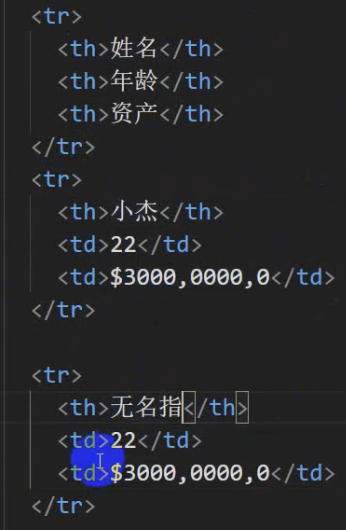 <tr>
<th>姓名</th>
<th>年龄</th>
<th>资产</th>
</tr>
<tr>
<th>小杰</th>
<td>22</td>
<td>$3000,0000,0</td>
</tr>
<tr>
<th>无名指</th>
<td>22</td>
<td>$3000,0000,0</td>
</tr>